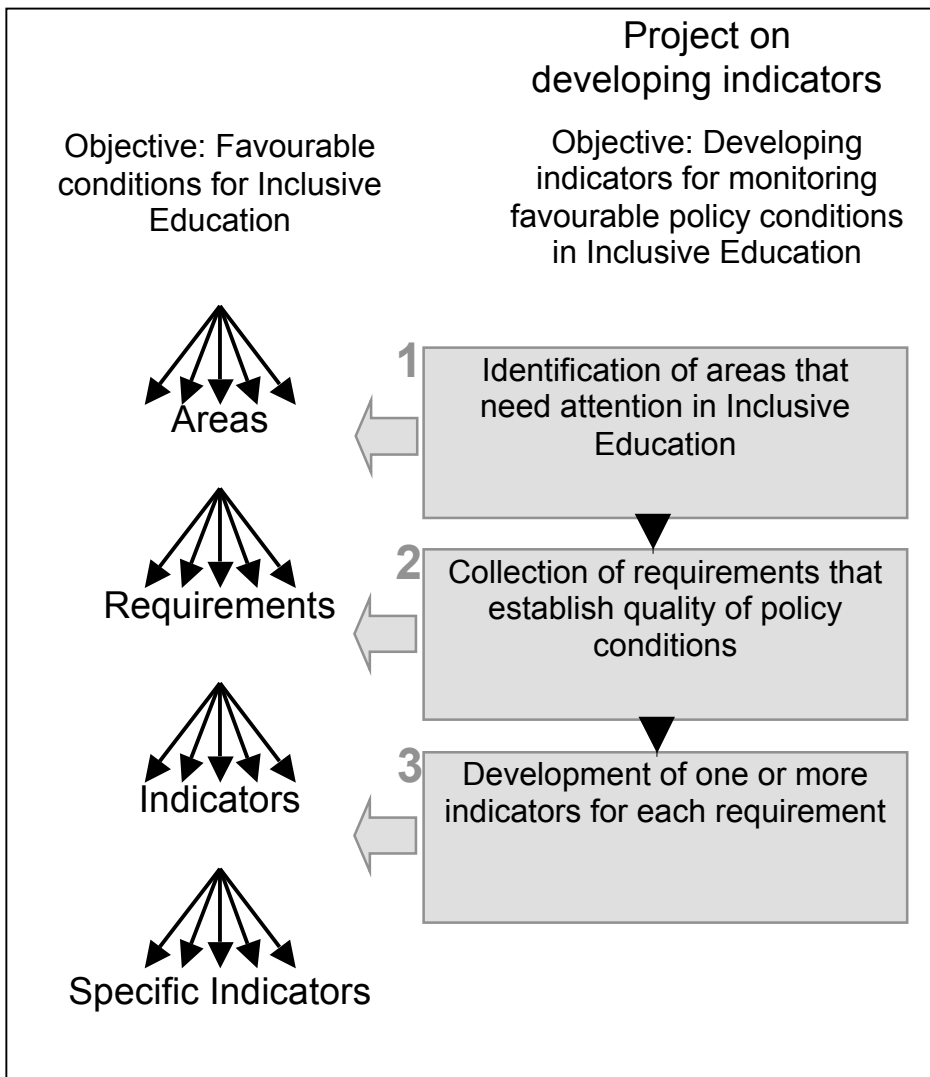 Project on
developing indicators
Objective: Favourable
conditions for Inclusive
Education
Objective: Developing
indicators for monitoring
favourable policy conditions
in Inclusive Education
Areas
1
Identification of areas that
need attention in Inclusive
Education
Requirements
2
Collection of requirements that
establish quality of policy
conditions
Indicators
3
Development of one or more
indicators for each requirement
Specific Indicators